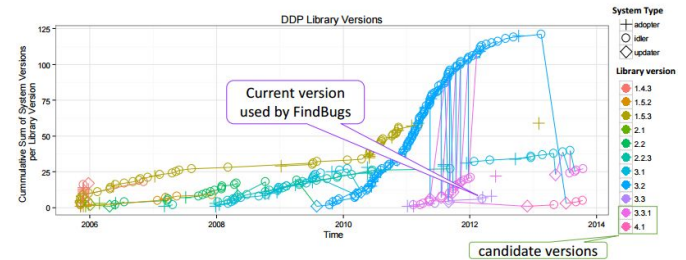 DDP Library Versions
System Type
adopter
idler
updater
Library version
1.4.3
1.5.2
1.5.3
2.1
2.2
2.2.3
3.1
3.2
3.3
3.3.1
4.1
Cummulative Sum of System Versions
per Library Version
125
100
75
50
25
0
Current version
used by FindBugs
2006
2008
2010
2012
2014
Time
candidate versions